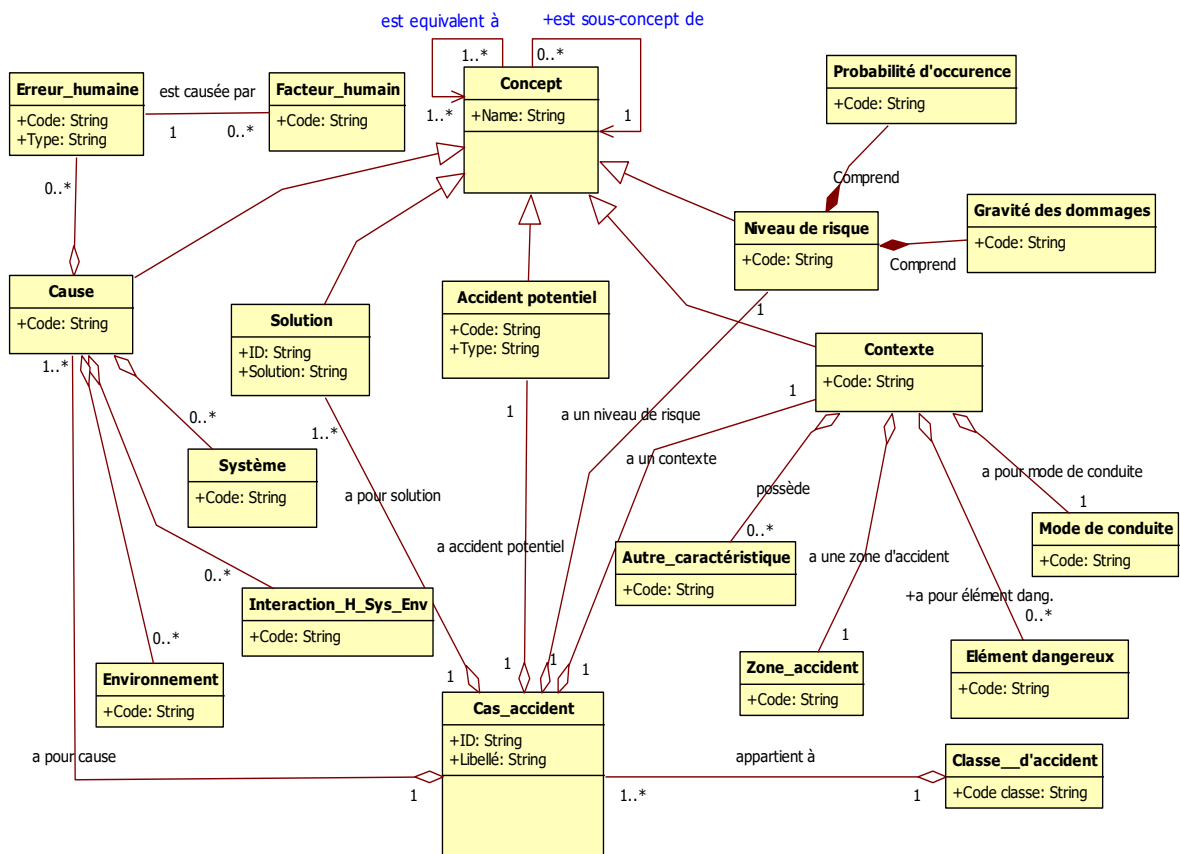 est equivalent à
+est sous-concept de
1..*
0..*
Concept
+Name: String
1..*
1
Probabilité d'occurence
+Code: String
Erreur_humaine
+Code: String
+Type: String
est causée par
1
0..*
Facteur_humain
+Code: String
0..*
Comprend
Niveau de risque
+Code: String
Gravité des dommages
+Code: String
Comprend
Cause
+Code: String
1..*
Solution
+ID: String
+Solution: String
1..*
Accident potentiel
+Code: String
+Type: String
1
1
Contexte
+Code: String
1
a un niveau de risque
a un contexte
0..*
Système
+Code: String
a pour solution
possède
0..*
a pour mode de conduite
1
Mode de conduite
+Code: String
a accident potentiel
Autre_caractéristique
+Code: String
a une zone d'accident
0..*
Interaction_H_Sys_Env
+Code: String
+a pour élément dang.
0..*
0..*
Environnement
+Code: String
1
Zone_accident
+Code: String
Elément dangereux
+Code: String
1
1
1
1
Cas_accident
+ID: String
+Libellé: String
a pour cause
1
appartient à
1..*
1
Classe__d'accident
+Code classe: String